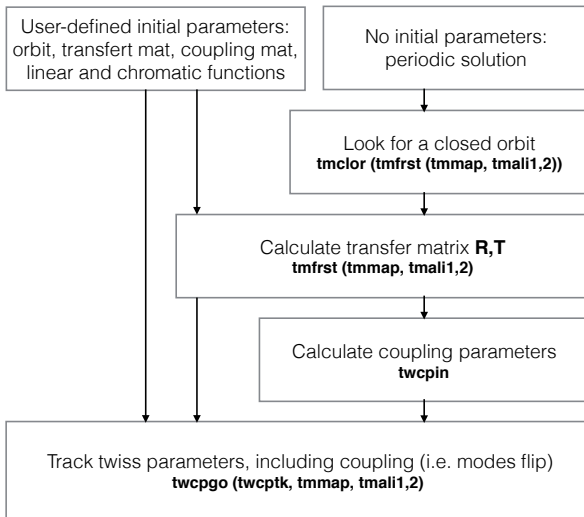 User-defined initial parameters:
orbit, transfert mat, coupling mat,
linear and chromatic functions
No initial parameters:
periodic solution
Look for a closed orbit
tmclor (tmfrst (tmmap, tmali1,2))
Calculate transfer matrix R,T
tmfrst (tmmap, tmali1,2)
Calculate coupling parameters
twcpin
Track twiss parameters, including coupling (i.e. modes flip)
twcpgo (twcptk, tmmap, tmali1,2)